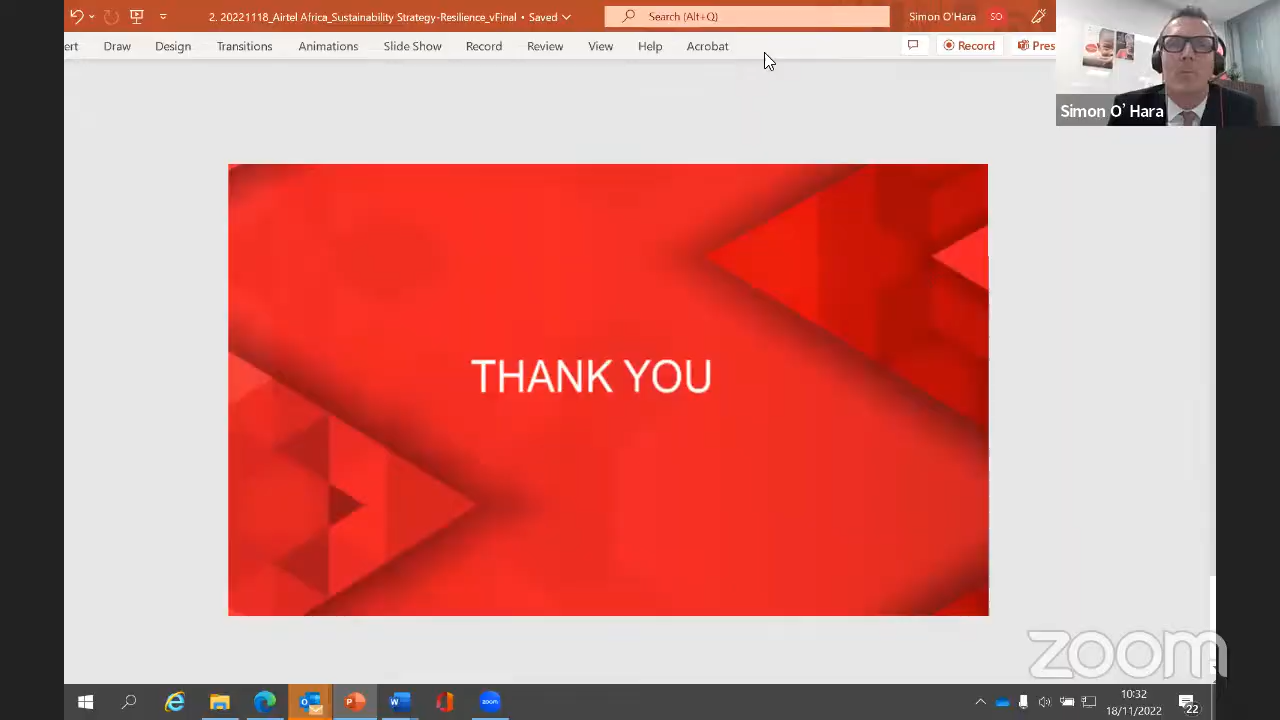 2. 20221118_Airtel Africa_Sustainability Strategy-Resilience_vFinal • Saved
Search (Alt+Q)
Simon O'Hara
SO
ert
Draw
Design
Transitions
Animations
Slide Show
Record
Review
View
Help
Acrobat
Record
Pres
Simon O' Hara
THANK YOU
zoom
zoom
10:32
18/11/2022
22